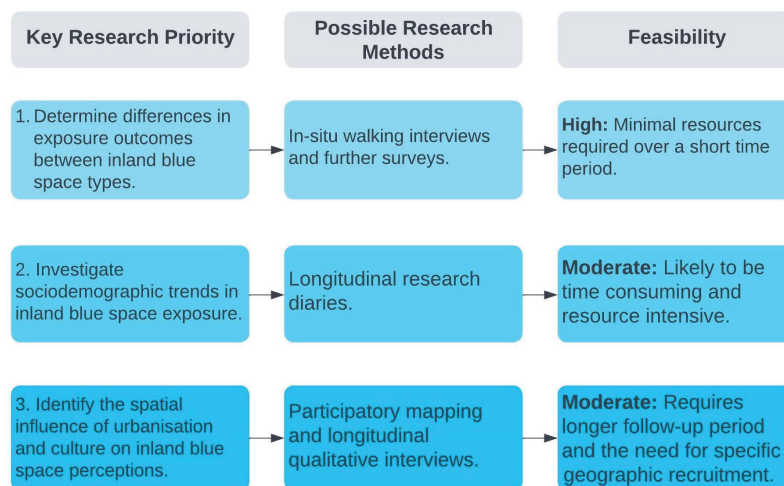 Key Research Priority
Possible Research
Methods
Feasibility
1. Determine differences in
exposure outcomes
between inland blue
space types.
In-situ walking interviews
and further surveys.
High: Minimal resources
required over a short time
period.
2. Investigate
sociodemographic trends in
inland blue space exposure.
Longitudinal research
diaries.
Moderate: Likely to be
time consuming and
resource intensive.
3. Identify the spatial
influence of urbanisation
and culture on inland blue
space perceptions.
Participatory mapping
and longitudinal
qualitative interviews.
Moderate: Requires
longer follow-up period
and the need for specific
geographic recruitment.